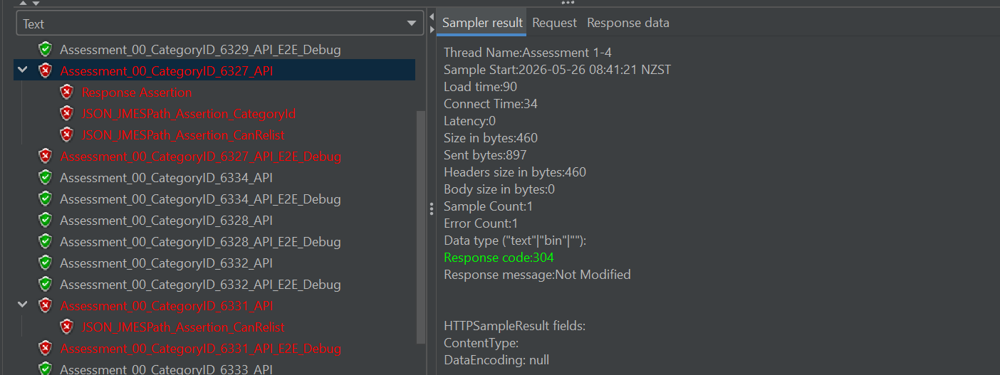 Text
Assessment_00_CategoryID_6329_API_E2E_Debug
Assessment_00_CategoryID_6327_API
Response Assertion
JSON_JMESPath_Assertion_CategoryId
JSON_JMESPath_Assertion_CanRelist
Assessment_00_CategoryID_6327_API_E2E_Debug
Assessment_00_CategoryID_6334_API
Assessment_00_CategoryID_6334_API_E2E_Debug
Assessment_00_CategoryID_6328_API
Assessment_00_CategoryID_6328_API_E2E_Debug
Assessment_00_CategoryID_6332_API
Assessment_00_CategoryID_6332_API_E2E_Debug
Assessment_00_CategoryID_6331_API
JSON_JMESPath_Assertion_CanRelist
Assessment_00_CategoryID_6331_API_E2E_Debug
Assessment_00_CategoryID_6333_API
Sampler result Request Response data
Thread Name:Assessment 1-4
Sample Start:2026-05-26 08:41:21 NZST
Load time:90
Connect Time:34
Latency:0
Size in bytes:460
Sent bytes:897
Headers size in bytes:460
Body size in bytes:0
Sample Count:1
Error Count:1
Data type ("text"|"bin"|""):
Response code:304
Response message:Not Modified
HTTPSampleResult fields:
ContentType:
DataEncoding: null